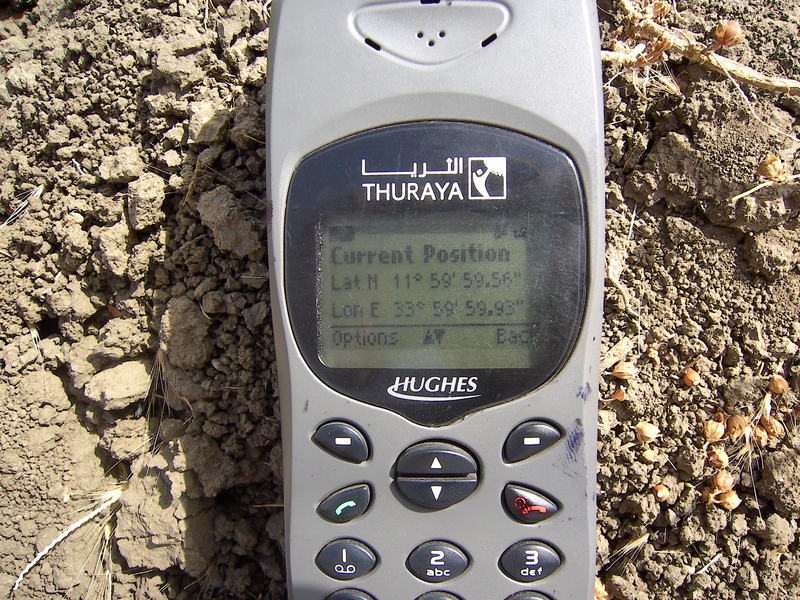 الثريا
THURAYA
Current Position
Lat N 11° 59' 59.56"
Lon E 33° 59' 59.93"
Options Back
HUGHES
1
2 abc
3 def